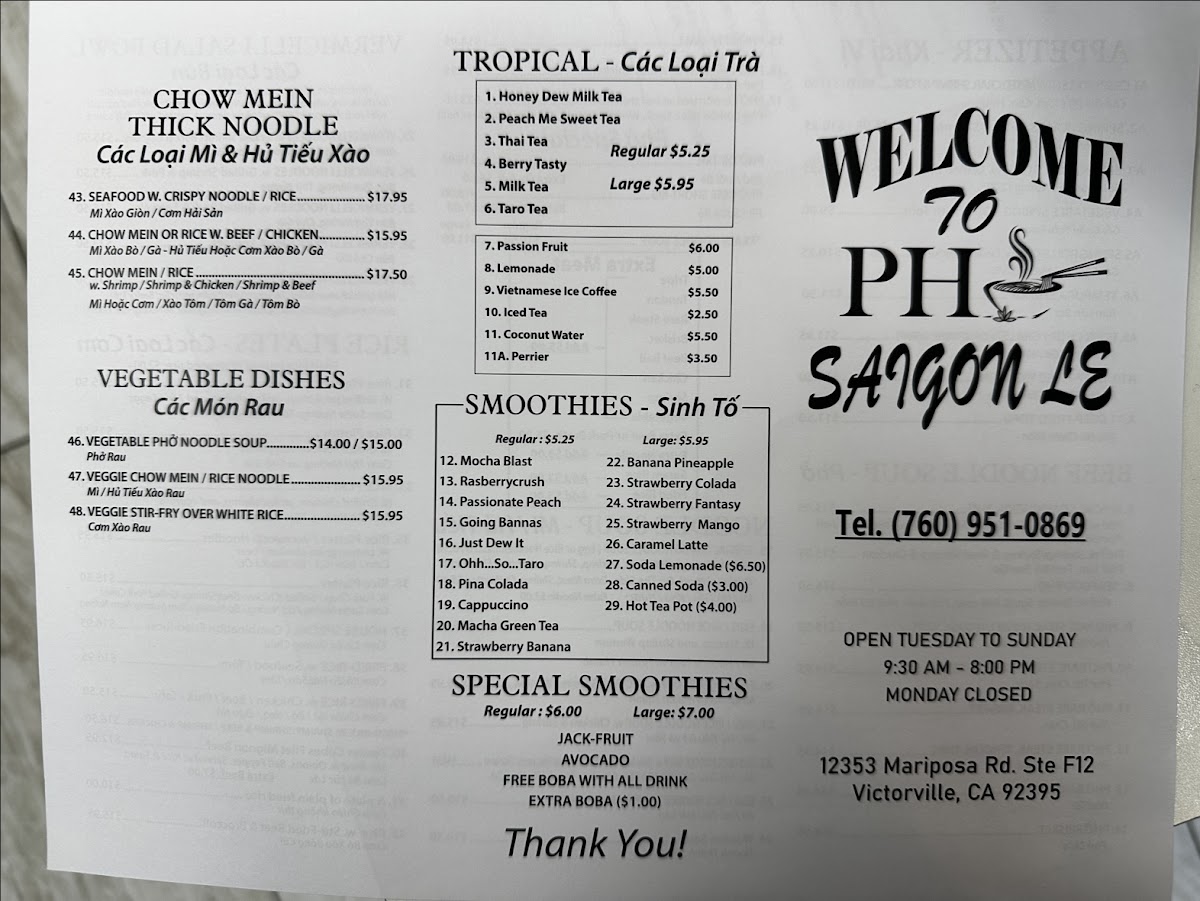 CHOW MEIN
THICK NOODLE
Các Loại Mì & Hủ Tiếu Xào
43. SEAFOOD W. CRISPY NOODLE / RICE.....................$17.95
Mì Xào Giòn / Cơm Hải Sản
44. CHOW MEIN OR RICE W. BEEF / CHICKEN..............$15.95
Mì Xào Bò / Gà - Hủ Tiếu Hoặc Cơm Xào Bò / Gà
45. CHOW MEIN / RICE .....................................................$17.50
w. Shrimp / Shrimp & Chicken / Shrimp & Beef
Mì Hoặc Cơm / Xào Tôm / Tôm Gà / Tôm Bò
VEGETABLE DISHES
Các Món Rau
46. VEGETABLE PHỞ NOODLE SOUP............$14.00 / $15.00
Phở Rau
47. VEGGIE CHOW MEIN / RICE NOODLE..................... $15.95
Mì / Hủ Tiếu Xào Rau
48. VEGGIE STIR-FRY OVER WHITE RICE....................... $15.95
Cơm Xào Rau
TROPICAL - Các Loại Trà
1. Honey Dew Milk Tea
2. Peach Me Sweet Tea
3. Thai Tea
4. Berry Tasty
5. Milk Tea
6. Taro Tea
Regular $5.25
Large $5.95
7. Passion Fruit $6.00
8. Lemonade $5.00
9. Vietnamese Ice Coffee $5.50
10. Iced Tea $2.50
11. Coconut Water $5.50
11A. Perrier $3.50
SMOOTHIES - Sinh Tố
Regular : $5.25 Large: $5.95
12. Mocha Blast
13. Rasberrycrush
14. Passionate Peach
15. Going Bannas
16. Just Dew It
17. Ohh...So...Taro
18. Pina Colada
19. Cappuccino
20. Macha Green Tea
21. Strawberry Banana
22. Banana Pineapple
23. Strawberry Colada
24. Strawberry Fantasy
25. Strawberry Mango
26. Caramel Latte
27. Soda Lemonade ($6.50)
28. Canned Soda ($3.00)
29. Hot Tea Pot ($4.00)
SPECIAL SMOOTHIES
Regular : $6.00 Large: $7.00
JACK-FRUIT
AVOCADO
FREE BOBA WITH ALL DRINK
EXTRA BOBA ($1.00)
Thank You!
WELCOME
TO
PH
SAIGON LE
Tel. (760) 951-0869
OPEN TUESDAY TO SUNDAY
9:30 AM – 8:00 PM
MONDAY CLOSED
12353 Mariposa Rd. Ste F12
Victorville, CA 92395